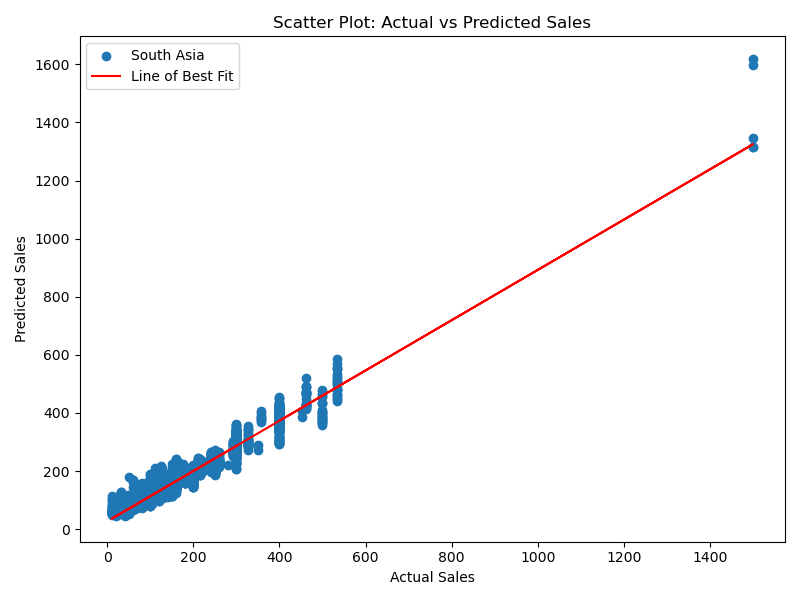 Scatter Plot: Actual vs Predicted Sales
South Asia
Line of Best Fit
Predicted Sales
1600
1400
1200
1000
800
600
400
200
0
0 200 400 600 800 1000 1200 1400
Actual Sales